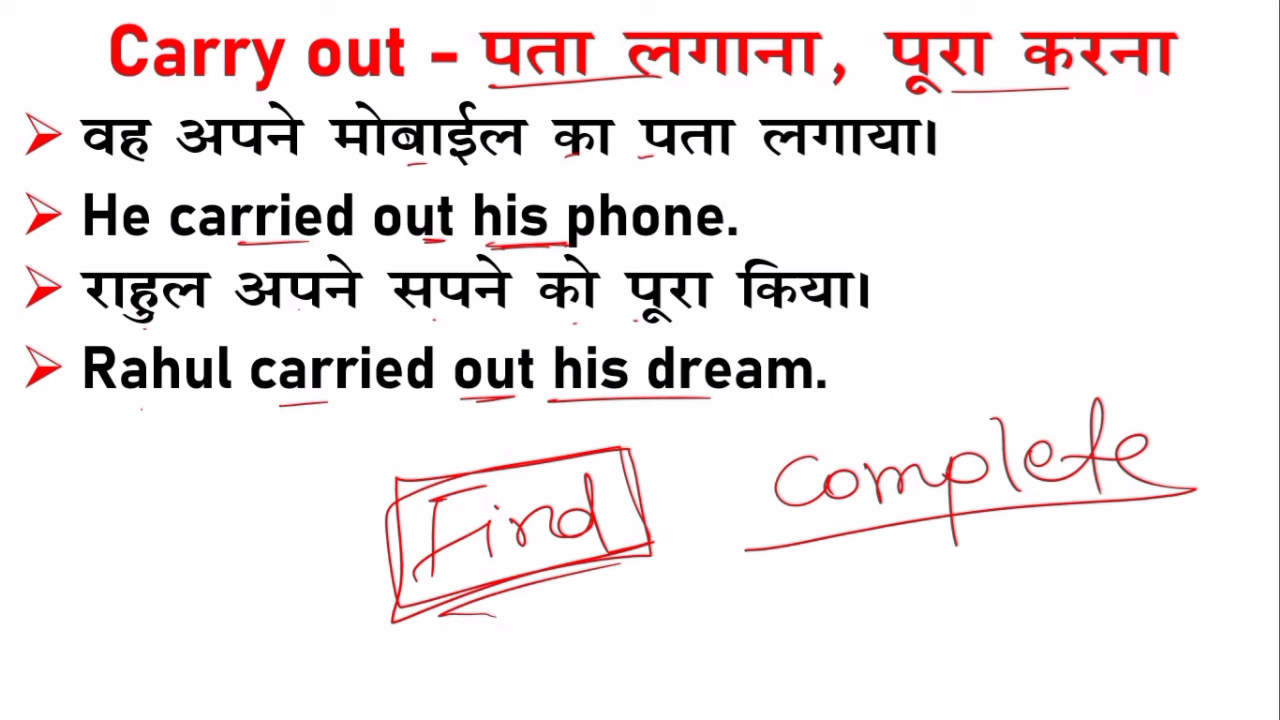 Carry out - पता लगाना, पूरा करना
➢ वह अपने मोबाईल का पता लगाया।
➢ He carried out his phone.
➢ राहुल अपने सपने को पूरा किया।
➢ Rahul carried out his dream.
Find complete